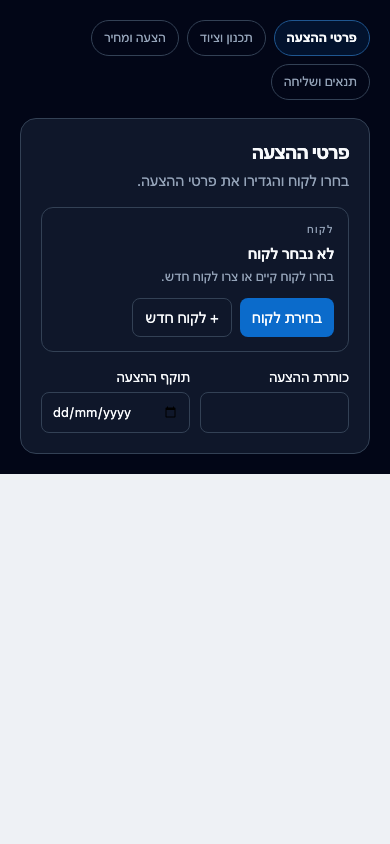 פרטי ההצעה
תכנון וציוד
הצעה ומחיר
תנאים ושליחה
פרטי ההצעה
בחרו לקוח והגדירו את פרטי ההצעה.
לקוח
לא נבחר לקוח
בחרו לקוח קיים או צרו לקוח חדש.
בחירת לקוח
+ לקוח חדש
כותרת ההצעה
תוקף ההצעה
dd/mm/yyyy